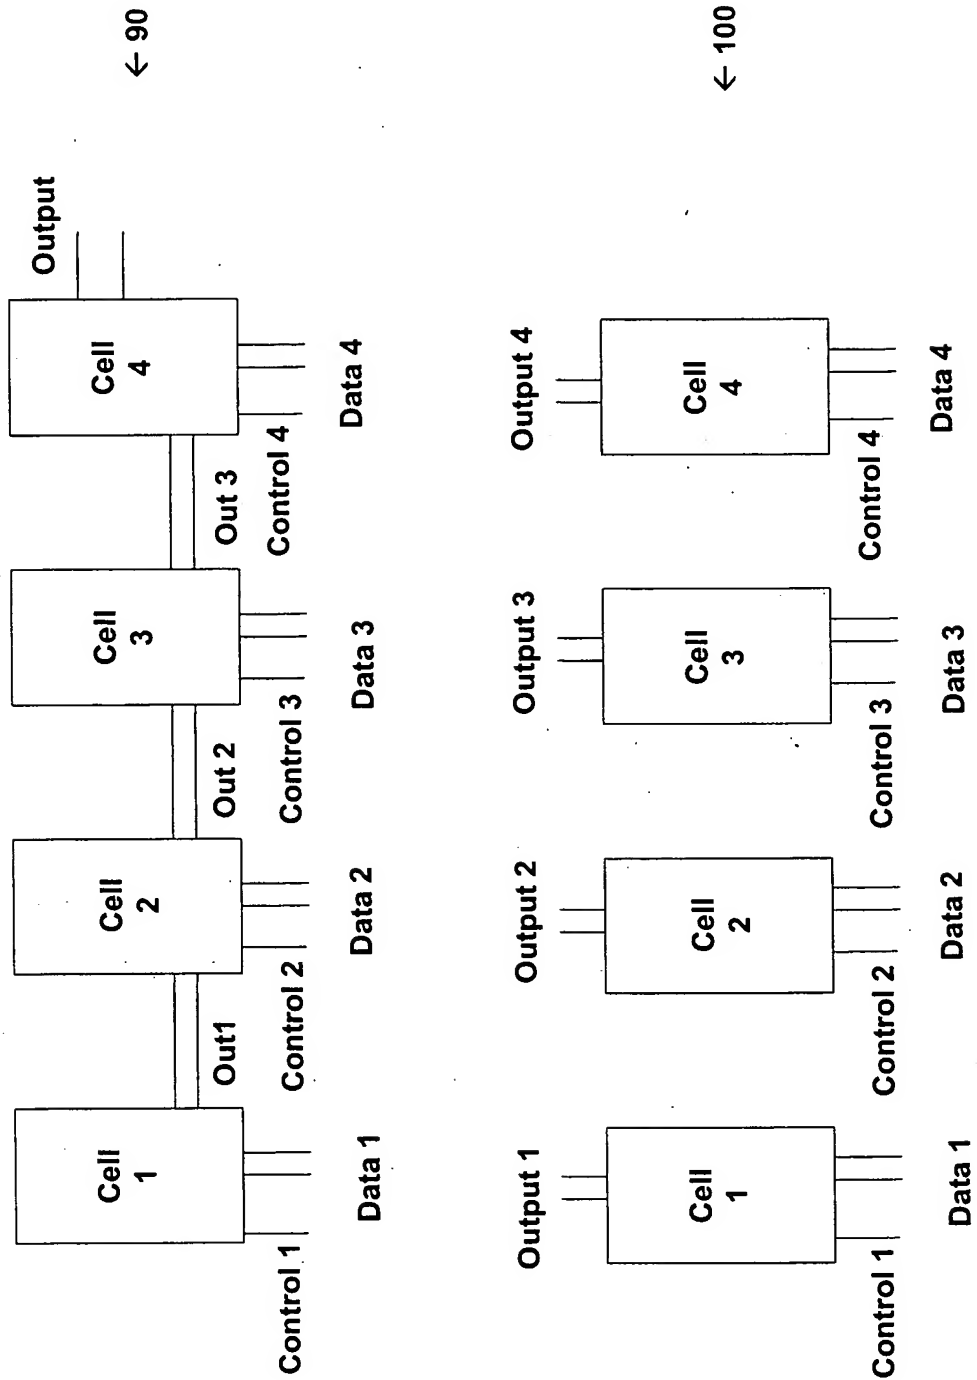 Output
← 90
Cell 1
Cell 2
Cell 3
Cell 4
Out1
Out 2
Out 3
Control 1
Control 2
Control 3
Control 4
Data 1
Data 2
Data 3
Data 4
Output 1
Output 2
Output 3
Output 4
← 100
Cell 1
Cell 2
Cell 3
Cell 4
Control 1
Control 2
Control 3
Control 4
Data 1
Data 2
Data 3
Data 4